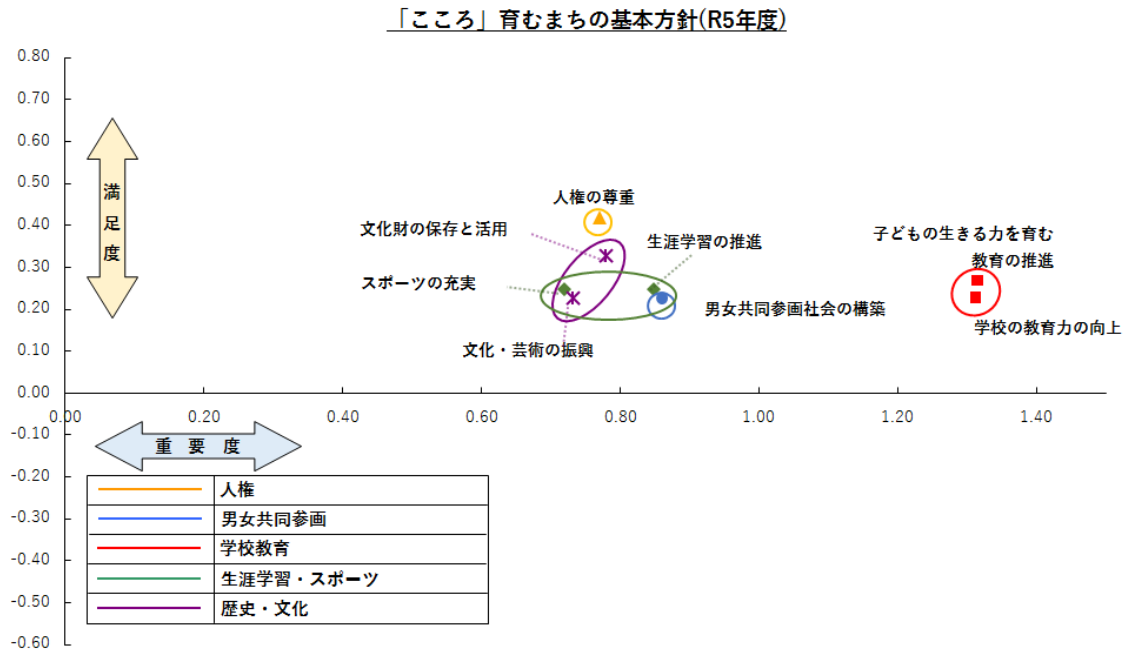 「こころ」育むまちの基本方針(R5年度)
0.80
0.70
0.60
0.50
0.40
0.30
0.20
0.10
0.00
-0.10
-0.20
-0.30
-0.40
-0.50
-0.60
0.00
0.20
0.40
0.60
0.80
1.00
1.20
1.40
満足度
重要度
人権の尊重
文化財の保存と活用
生涯学習の推進
子どもの生きる力を育む
教育の推進
スポーツの充実
男女共同参画社会の構築
学校の教育力の向上
文化・芸術の振興
人権
男女共同参画
学校教育
生涯学習・スポーツ
歴史・文化